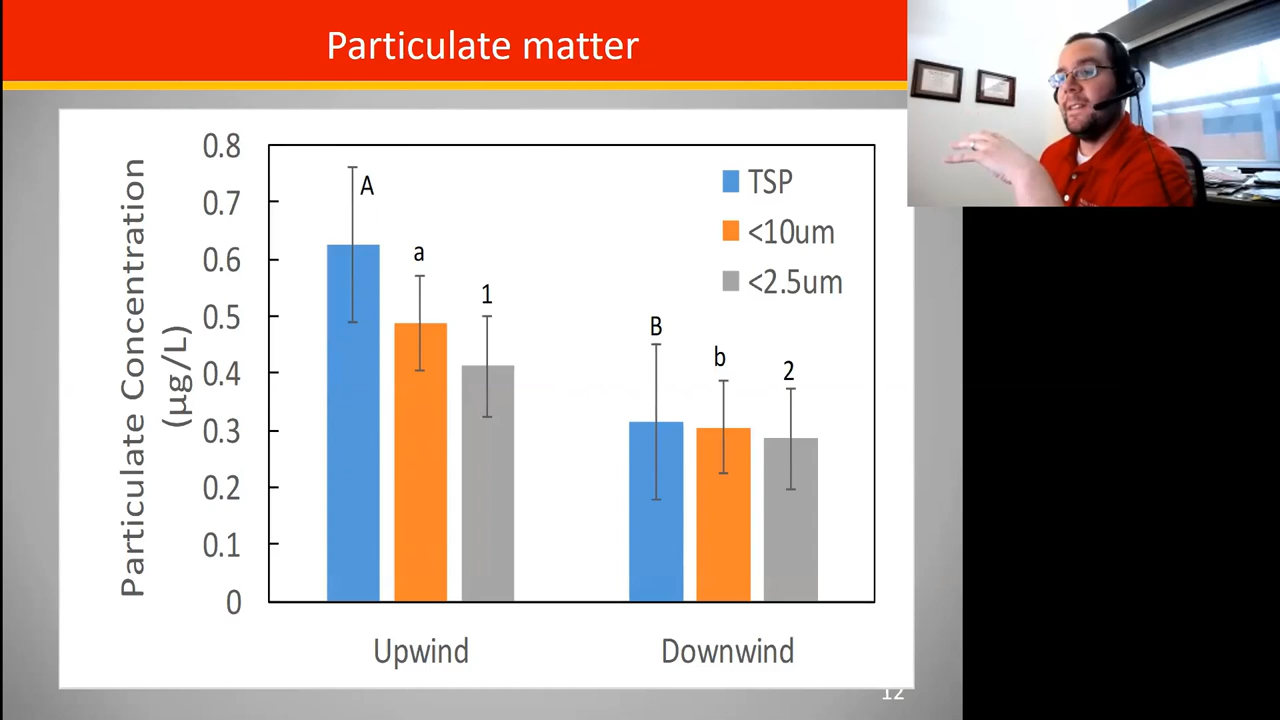 Particulate matter
Particulate Concentration
(µg/L)
0.8
0.7
0.6
0.5
0.4
0.3
0.2
0.1
0
A
a
1
B
b
2
TSP
<10um
<2.5um
Upwind
Downwind
12